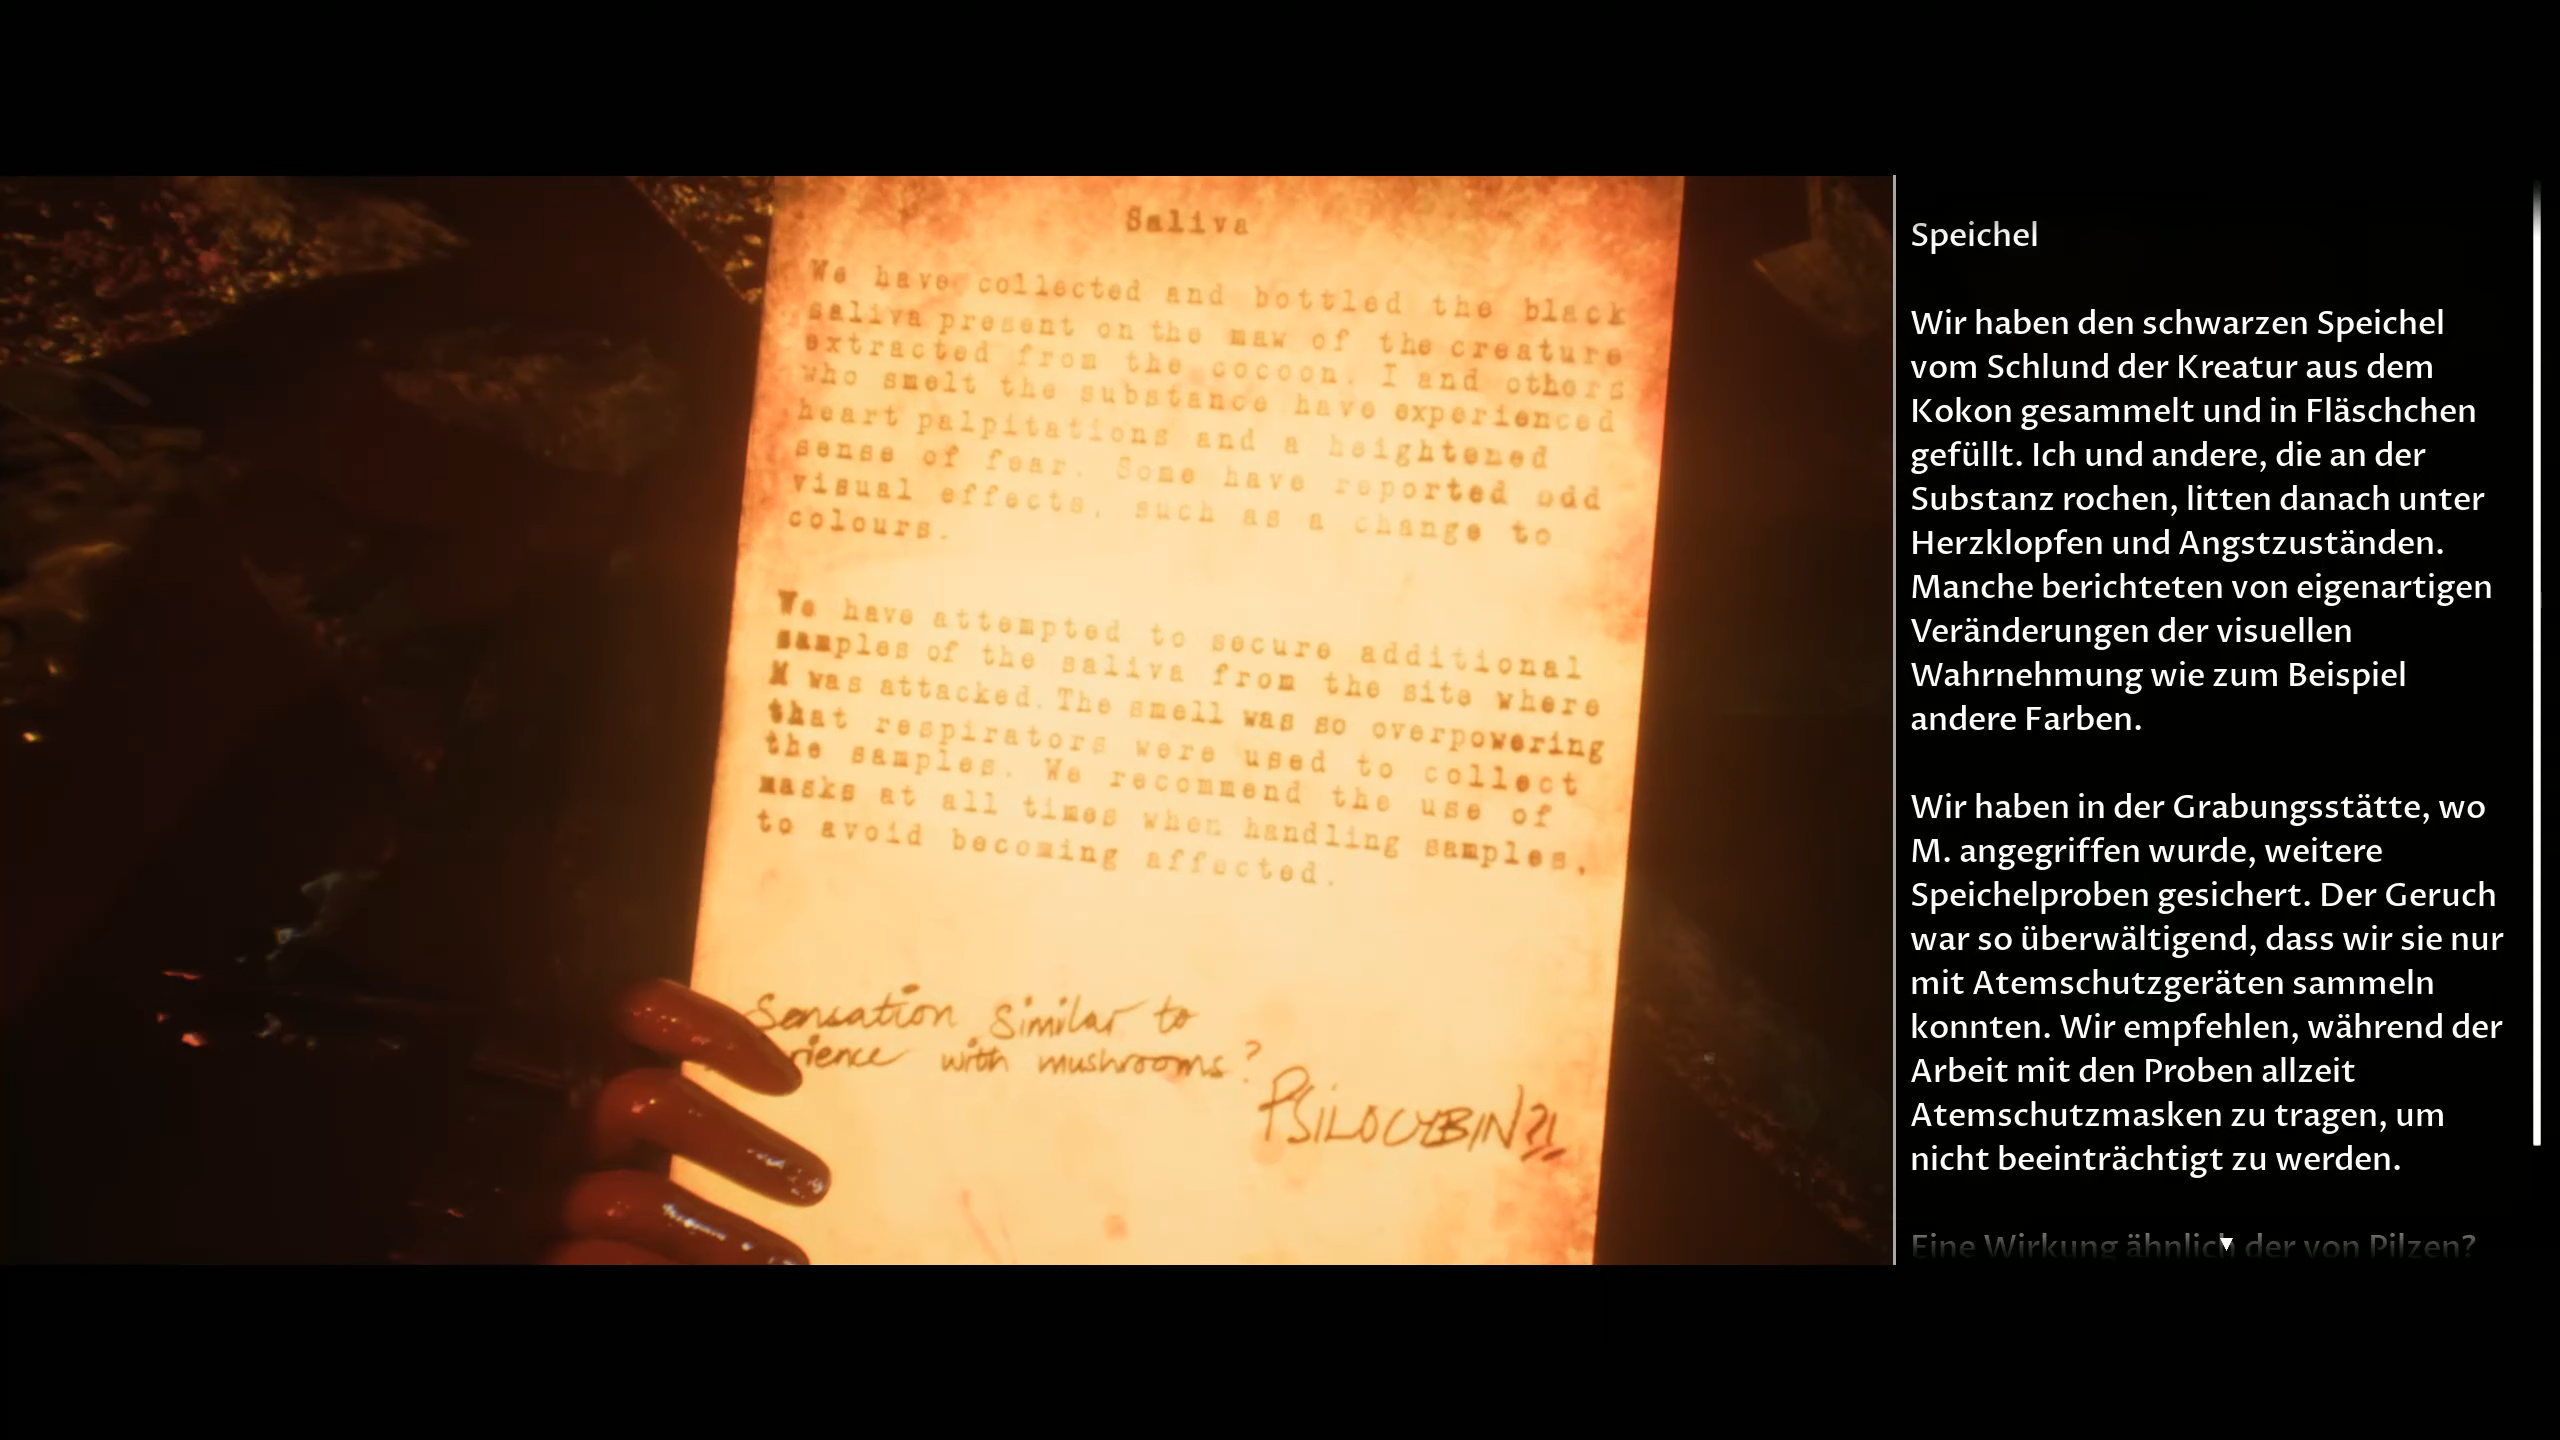 Saliva
We have collected and bottled the black
saliva present on the maw of the creature
extracted from the cocoon. I and others
who smelt the substance have experienced
heart palpitations and a heightened
sense of fear. Some have reported odd
visual effects, such as a change to
colours.
We have attempted to secure additional
samples of the saliva from the site where
M was attacked. The smell was so overpowering
that respirators were used to collect
the samples. We recommend the use of
masks at all times when handling samples,
to avoid becoming affected.
Sensation similar to
rience with mushrooms?
PSILOCYBIN?!
Speichel
Wir haben den schwarzen Speichel
vom Schlund der Kreatur aus dem
Kokon gesammelt und in Fläschchen
gefüllt. Ich und andere, die an der
Substanz rochen, litten danach unter
Herzklopfen und Angstzuständen.
Manche berichteten von eigenartigen
Veränderungen der visuellen
Wahrnehmung wie zum Beispiel
andere Farben.
Wir haben in der Grabungsstätte, wo
M. angegriffen wurde, weitere
Speichelproben gesichert. Der Geruch
war so überwältigend, dass wir sie nur
mit Atemschutzgeräten sammeln
konnten. Wir empfehlen, während der
Arbeit mit den Proben allzeit
Atemschutzmasken zu tragen, um
nicht beeinträchtigt zu werden.
Eine Wirkung ähnlich der von Pilzen?